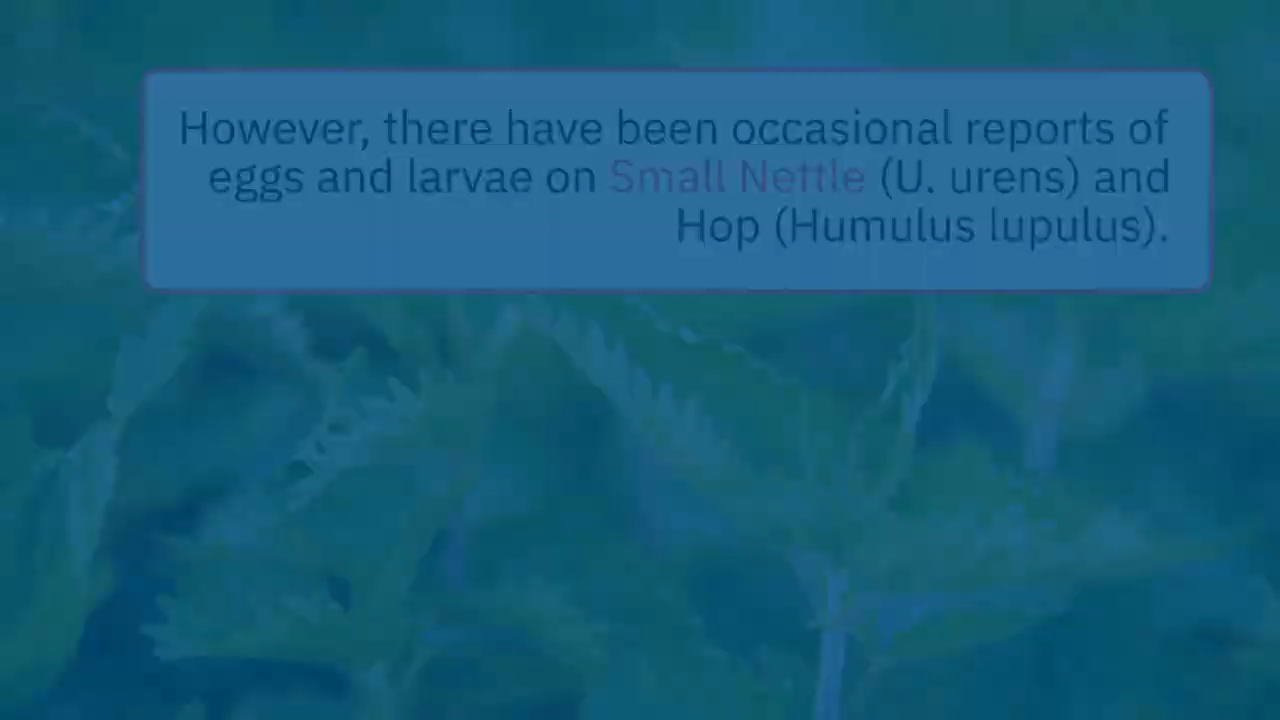 However, there have been occasional reports of
eggs and larvae on Small Nettle (U. urens) and
Hop (Humulus lupulus).